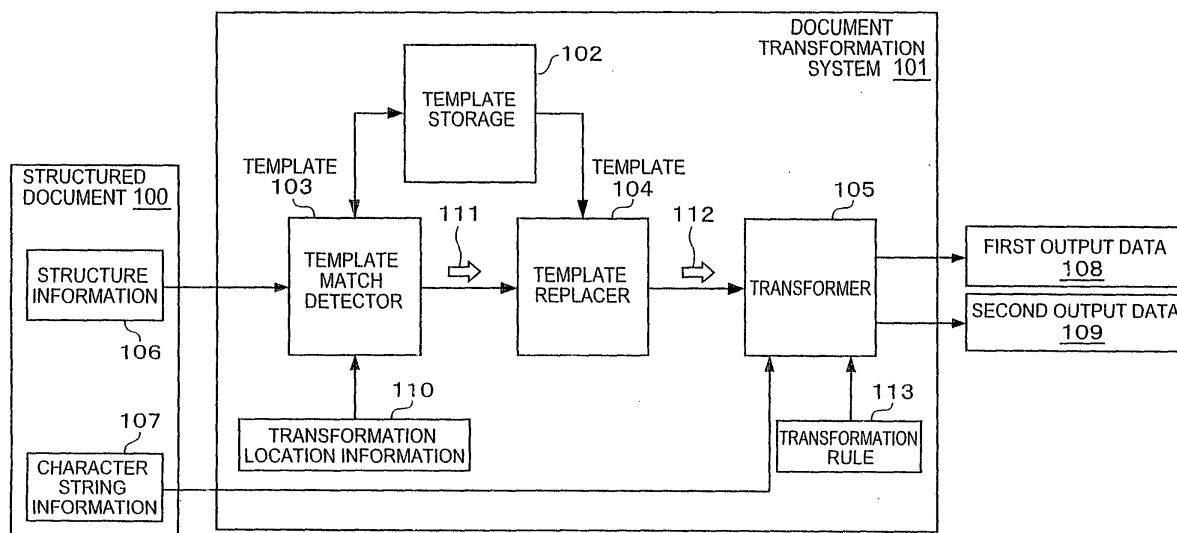 DOCUMENT
TRANSFORMATION
SYSTEM 101
102
TEMPLATE
STORAGE
STRUCTURED
DOCUMENT 100
TEMPLATE
103
TEMPLATE
104
111
112
105
STRUCTURE
INFORMATION
106
TEMPLATE
MATCH
DETECTOR
TEMPLATE
REPLACER
TRANSFORMER
FIRST OUTPUT DATA
108
SECOND OUTPUT DATA
109
110
TRANSFORMATION
LOCATION INFORMATION
113
TRANSFORMATION
RULE
107
CHARACTER
STRING
INFORMATION